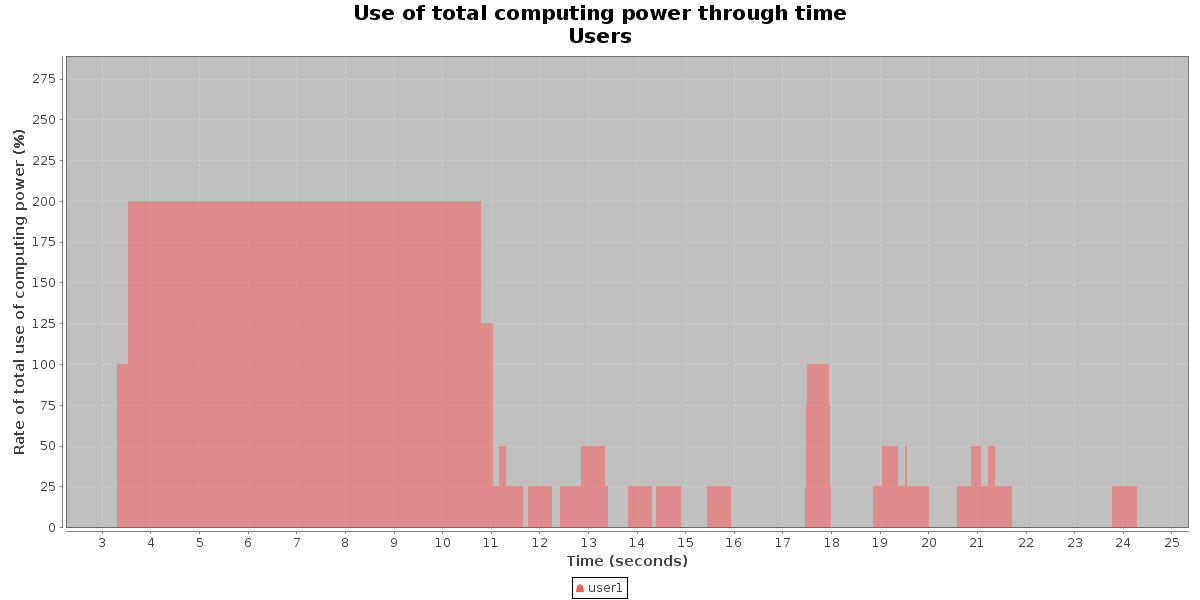 Use of total computing power through time
Users
Rate of total use of computing power (%)
275
250
225
200
175
150
125
100
75
50
25
0
3 4 5 6 7 8 9 10 11 12 13 14 15 16 17 18 19 20 21 22 23 24 25
Time (seconds)
user1